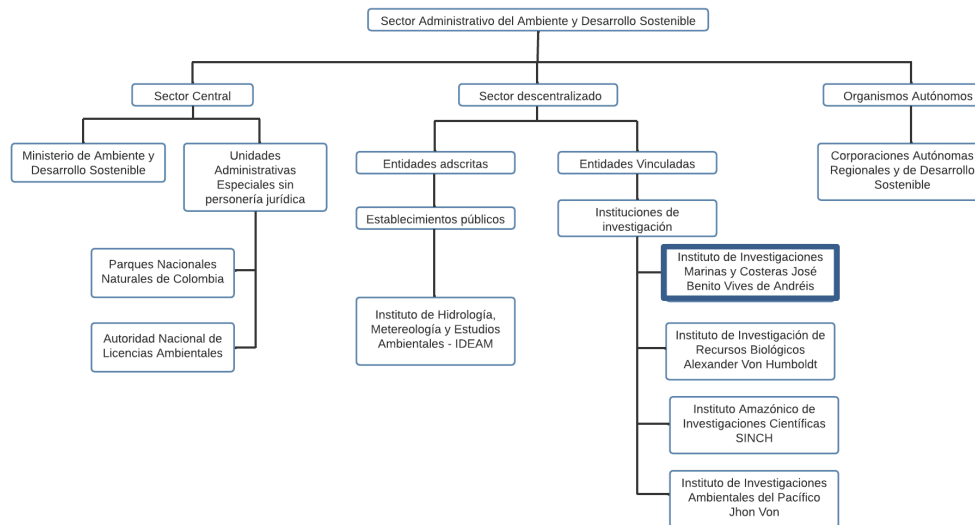 Sector Administrativo del Ambiente y Desarrollo Sostenible
Sector Central
Sector descentralizado
Organismos Autónomos
Ministerio de Ambiente y
Desarrollo Sostenible
Unidades
Administrativas
Especiales sin
personería jurídica
Entidades adscritas
Entidades Vinculadas
Corporaciones Autónomas
Regionales y de Desarrollo
Sostenible
Establecimientos públicos
Instituciones de
investigación
Parques Nacionales
Naturales de Colombia
Instituto de Investigaciones
Marinas y Costeras José
Benito Vives de Andréis
Autoridad Nacional de
Licencias Ambientales
Instituto de Hidrología,
Metereología y Estudios
Ambientales - IDEAM
Instituto de Investigación de
Recursos Biológicos
Alexander Von Humboldt
Instituto Amazónico de
Investigaciones Científicas
SINCH
Instituto de Investigaciones
Ambientales del Pacífico
Jhon Von